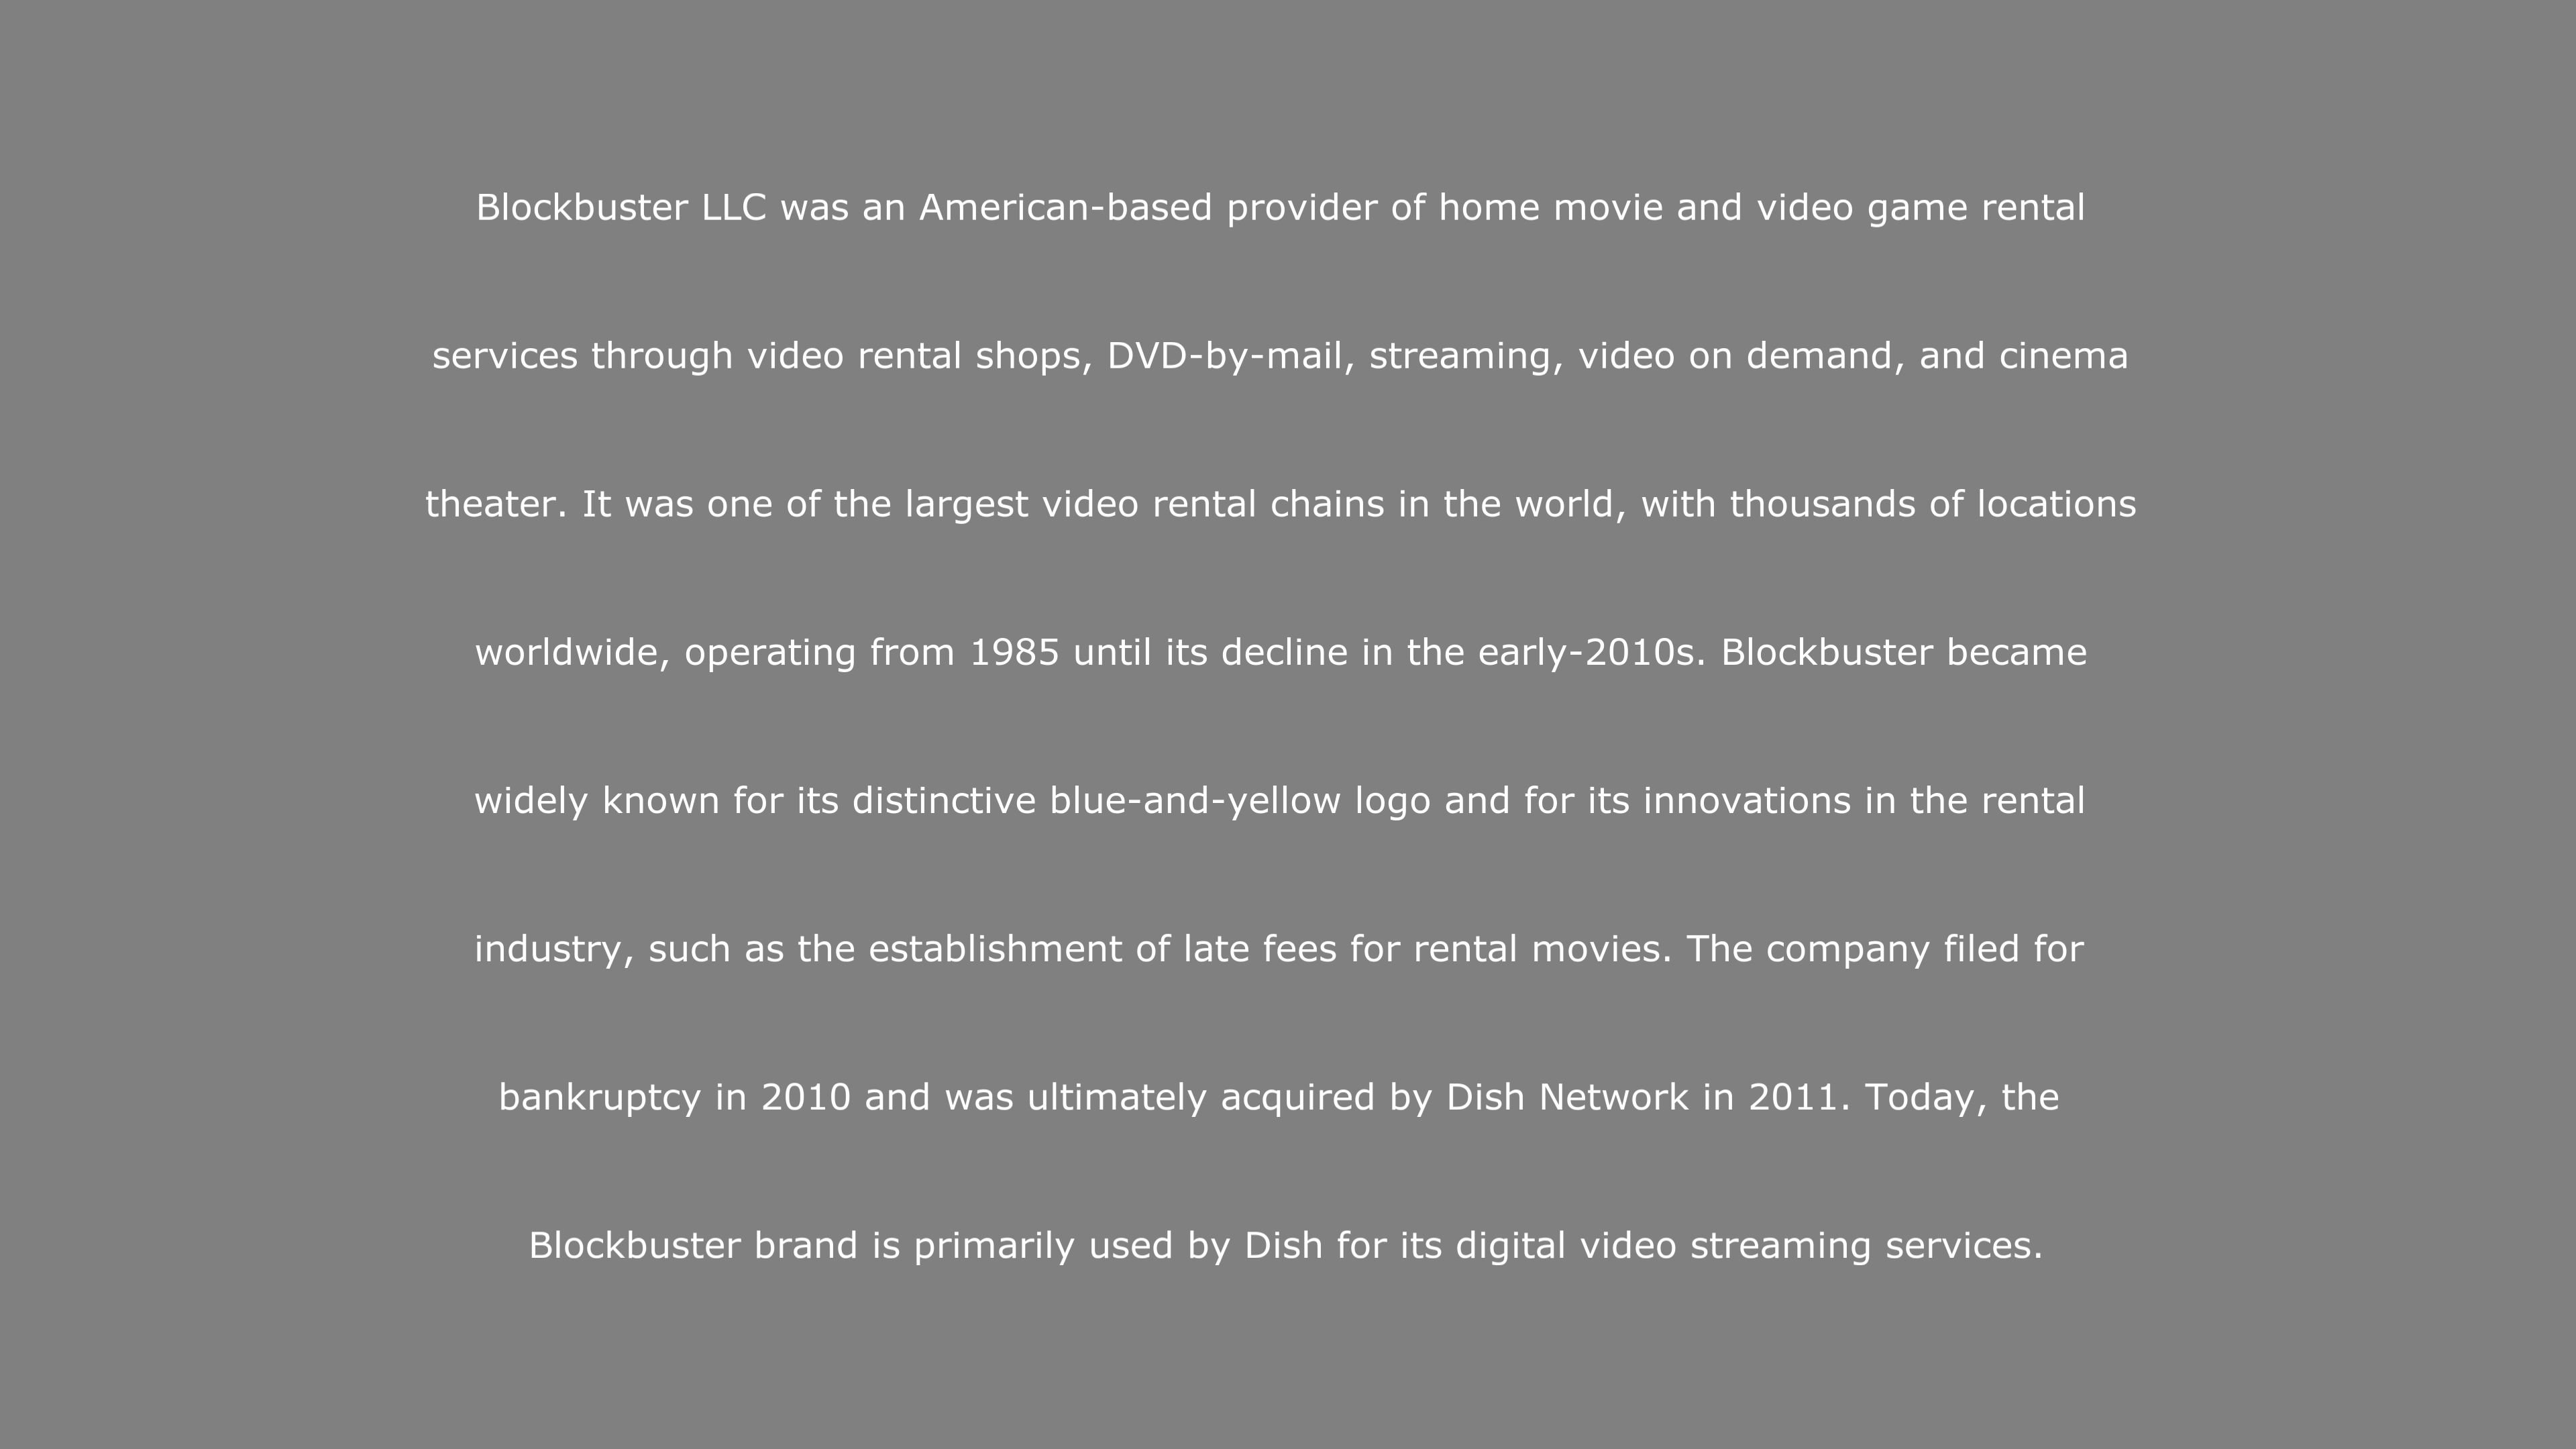 Blockbuster LLC was an American-based provider of home movie and video game rental
services through video rental shops, DVD-by-mail, streaming, video on demand, and cinema
theater. It was one of the largest video rental chains in the world, with thousands of locations
worldwide, operating from 1985 until its decline in the early-2010s. Blockbuster became
widely known for its distinctive blue-and-yellow logo and for its innovations in the rental
industry, such as the establishment of late fees for rental movies. The company filed for
bankruptcy in 2010 and was ultimately acquired by Dish Network in 2011. Today, the
Blockbuster brand is primarily used by Dish for its digital video streaming services.